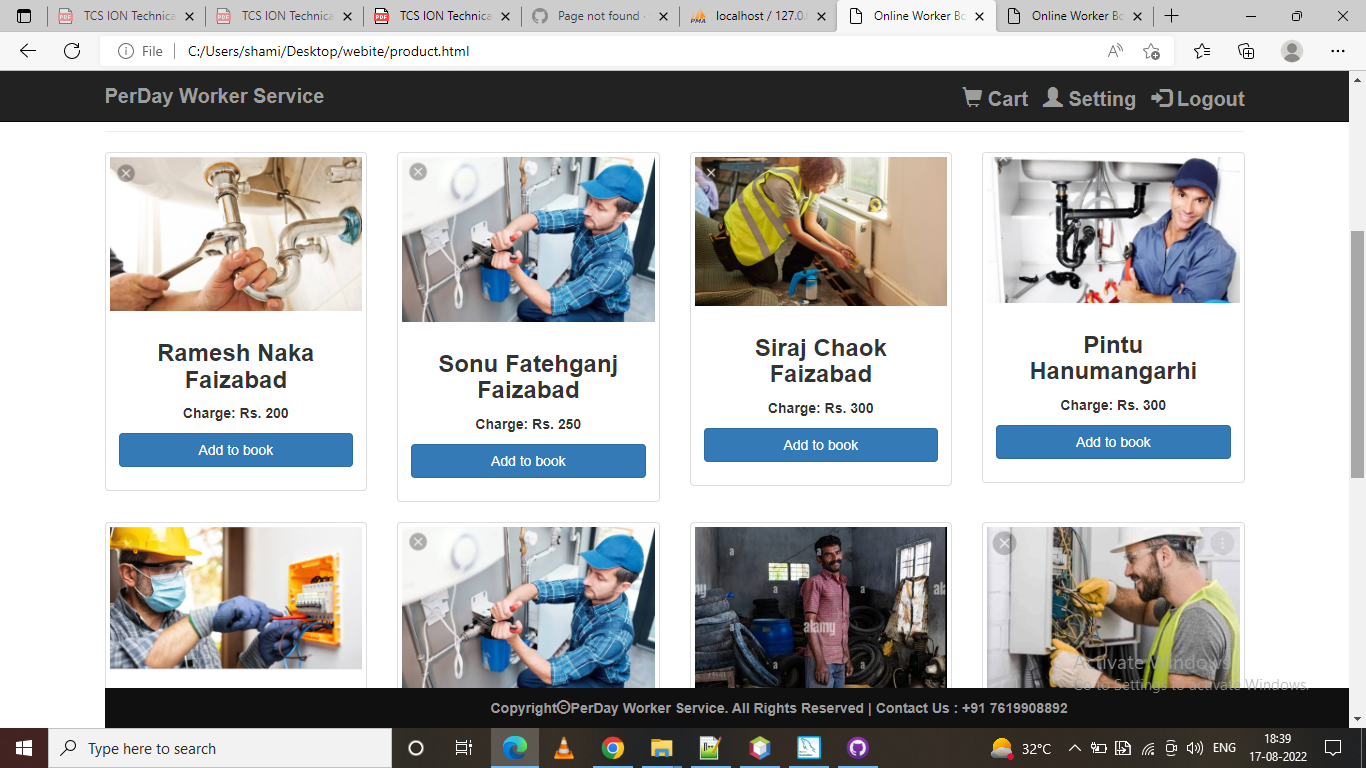 TCS ION Technica
TCS ION Technica
TCS ION Technica
Page not found
localhost / 127.0.
Online Worker Bo
Online Worker Bo
File
C:/Users/shami/Desktop/webite/product.html
PerDay Worker Service
Cart
Setting
Logout
Ramesh Naka
Faizabad
Charge: Rs. 200
Add to book
Sonu Fatehganj
Faizabad
Charge: Rs. 250
Add to book
Siraj Chaok
Faizabad
Charge: Rs. 300
Add to book
Pintu
Hanumangarhi
Charge: Rs. 300
Add to book
alamy
Activate Windows
Go to Settings to activate Windows.
Copyright©PerDay Worker Service. All Rights Reserved | Contact Us : +91 7619908892
Type here to search
32°C
ENG
18:39
17-08-2022